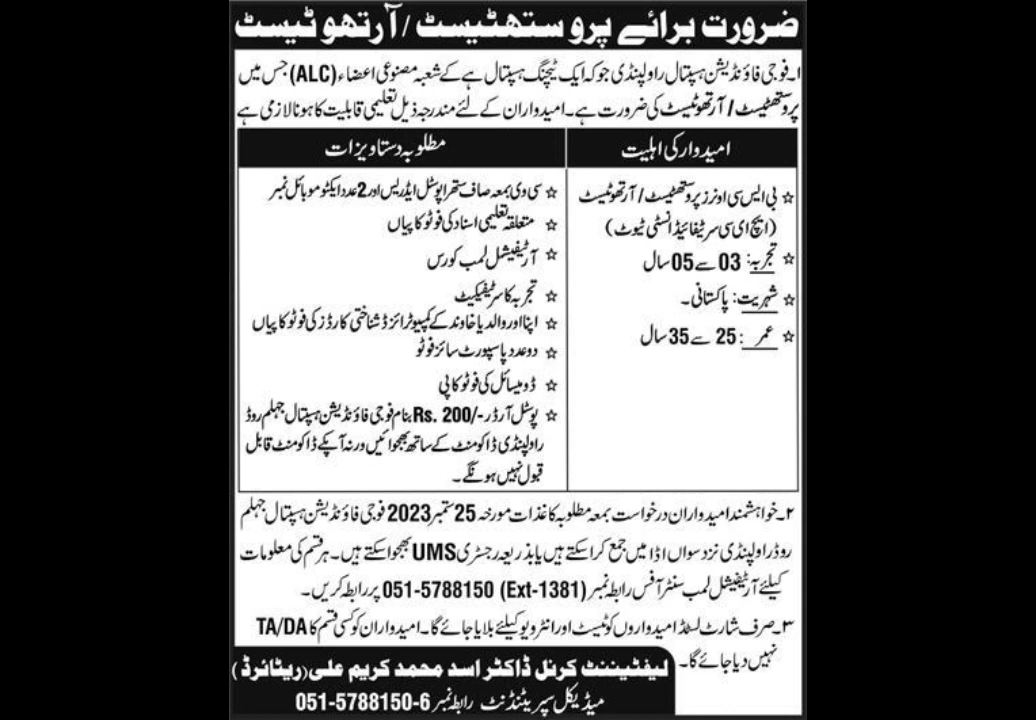 ضرورت برائے پروستھٹیسٹ/آرتھوٹیسٹ
۱۔فوجی فاؤنڈیشن ہسپتال راولپنڈی جو کہ ایک ٹیچنگ ہسپتال ہے کے شعبہ مصنوعی اعضاء (ALC) جس میں
پروستھٹیسٹ/آرتھوٹیسٹ کی ضرورت ہے۔ امیدواران کے لئے مندرجہ ذیل تعلیمی قابلیت کا ہونا لازمی ہے
امیدوار کی اہلیت
☆ بی ایس سی اونرز پروستھٹیسٹ/آرتھوٹیسٹ
(ایچ ای سی سرٹیفائیڈ انسٹی ٹیوٹ)
☆ تجربہ: 03 سے 05 سال
☆ شہریت: پاکستانی۔
☆ عمر: 25 سے 35 سال
مطلوبہ دستاویزات
☆ سی وی بمعہ صاف ستھرا پوسٹل ایڈریس اور 2 عدد ایکٹو موبائل نمبر
☆ متعلقہ تعلیمی اسناد کی فوٹو کاپیاں
☆ آرٹیفیشل لمب کورس
☆ تجربہ کا سرٹیفیکیٹ
☆ اپنا اور والد یا خاوند کے کمپیوٹرائزڈ شناختی کارڈز کی فوٹو کاپیاں
☆ دو عدد پاسپورٹ سائز فوٹو
☆ ڈومیسائل کی فوٹو کاپی
☆ پوسٹل آرڈر -/Rs. 200 بنام فوجی فاؤنڈیشن ہسپتال جہلم روڈ
راولپنڈی ڈاکومنٹ کے ساتھ بھجوائیں ورنہ آپکے ڈاکومنٹ قابل
قبول نہیں ہونگے۔
۲۔خواہشمند امیدواران درخواست بمعہ مطلوبہ کاغذات مورخہ 25 ستمبر 2023 فوجی فاؤنڈیشن ہسپتال جہلم
روڈ راولپنڈی نزد سواں اڈا میں جمع کراسکتے ہیں یا بذریعہ رجسٹری UMS بھجواسکتے ہیں۔ ہر قسم کی معلومات
کیلئے آرٹیفیشل لمب سنٹر آفس رابطہ نمبر 051-5788150 (Ext-1381) پر رابطہ کریں۔
۳۔صرف شارٹ لسٹڈ امیدواروں کو ٹیسٹ اور انٹرویو کیلئے بلایا جائے گا۔ امیدواران کو کسی قسم کا TA/DA
نہیں دیا جائے گا۔
لیفٹیننٹ کرنل ڈاکٹر اسد محمد کریم علی (ریٹائرڈ)
میڈیکل سپریٹنڈنٹ رابطہ نمبر 051-5788150-6